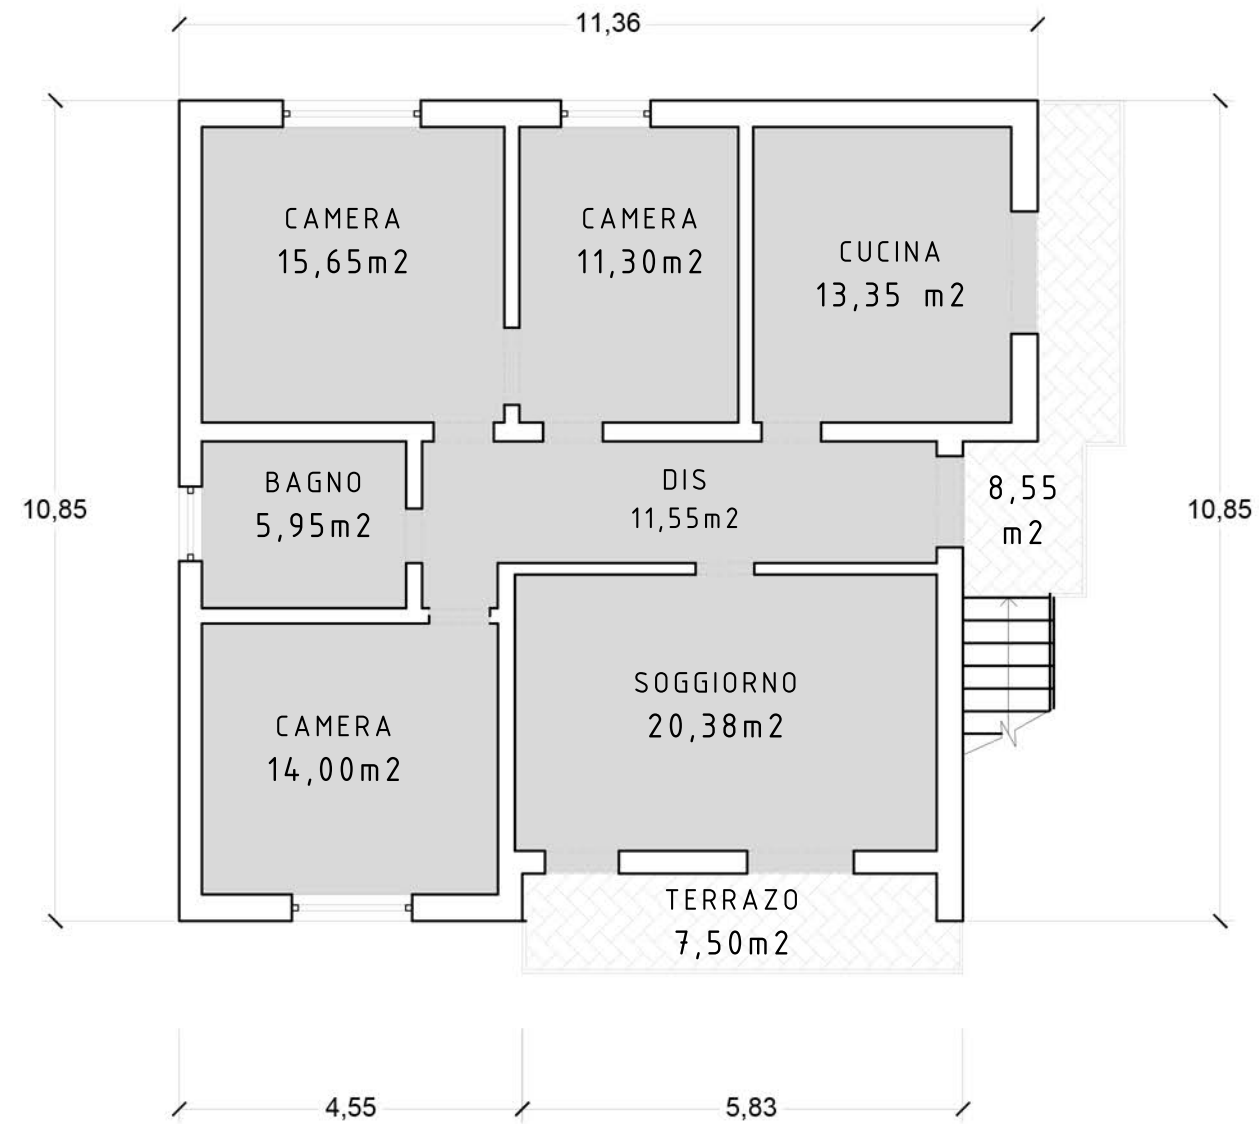 11,36
CAMERA
15,65m2
CAMERA
11,30m2
CUCINA
13,35 m2
BAGNO
5,95m2
DIS
11,55m2
8,55
m2
10,85
10,85
SOGGIORNO
20,38m2
CAMERA
14,00m2
TERRAZO
7,50m2
4,55
5,83